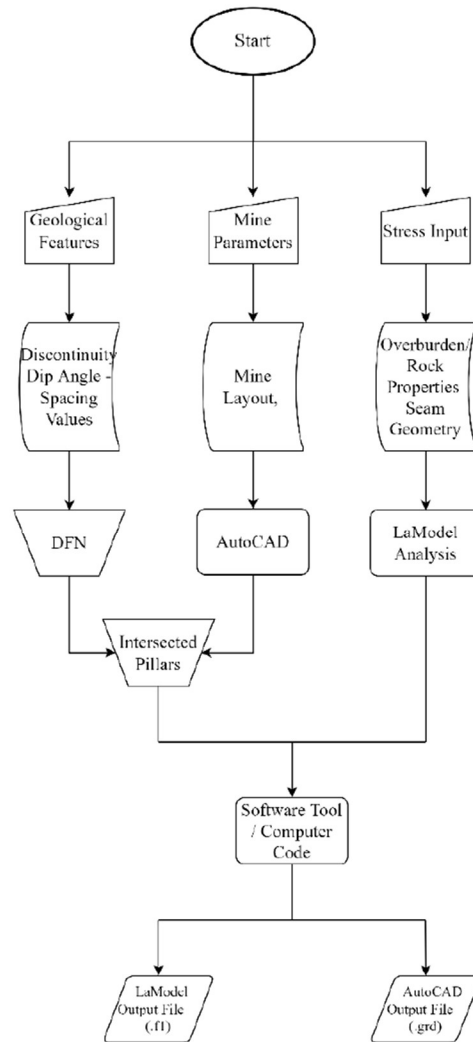 Start
Geological
Features
Mine
Parameters
Stress Input
Discontinuity
Dip Angle -
Spacing
Values
Mine
Layout,
Overburden/
Rock
Properties
Seam
Geometry
DFN
AutoCAD
LaModel
Analysis
Intersected
Pillars
Software Tool
/ Computer
Code
LaModel
Output File
(.f1)
AutoCAD
Output File
(.grd)